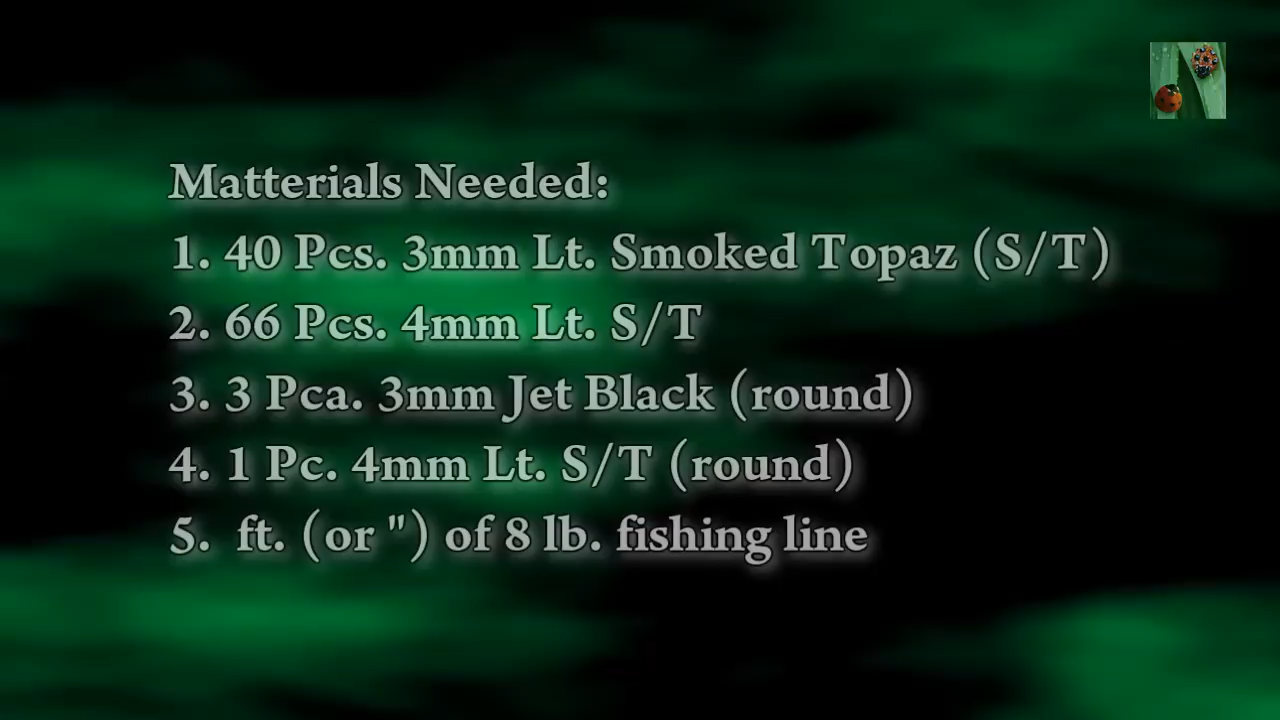 Matterials Needed:
1. 40 Pcs. 3mm Lt. Smoked Topaz (S/T)
2. 66 Pcs. 4mm Lt. S/T
3. 3 Pca. 3mm Jet Black (round)
4. 1 Pc. 4mm Lt. S/T (round)
5.  ft. (or ") of 8 lb. fishing line